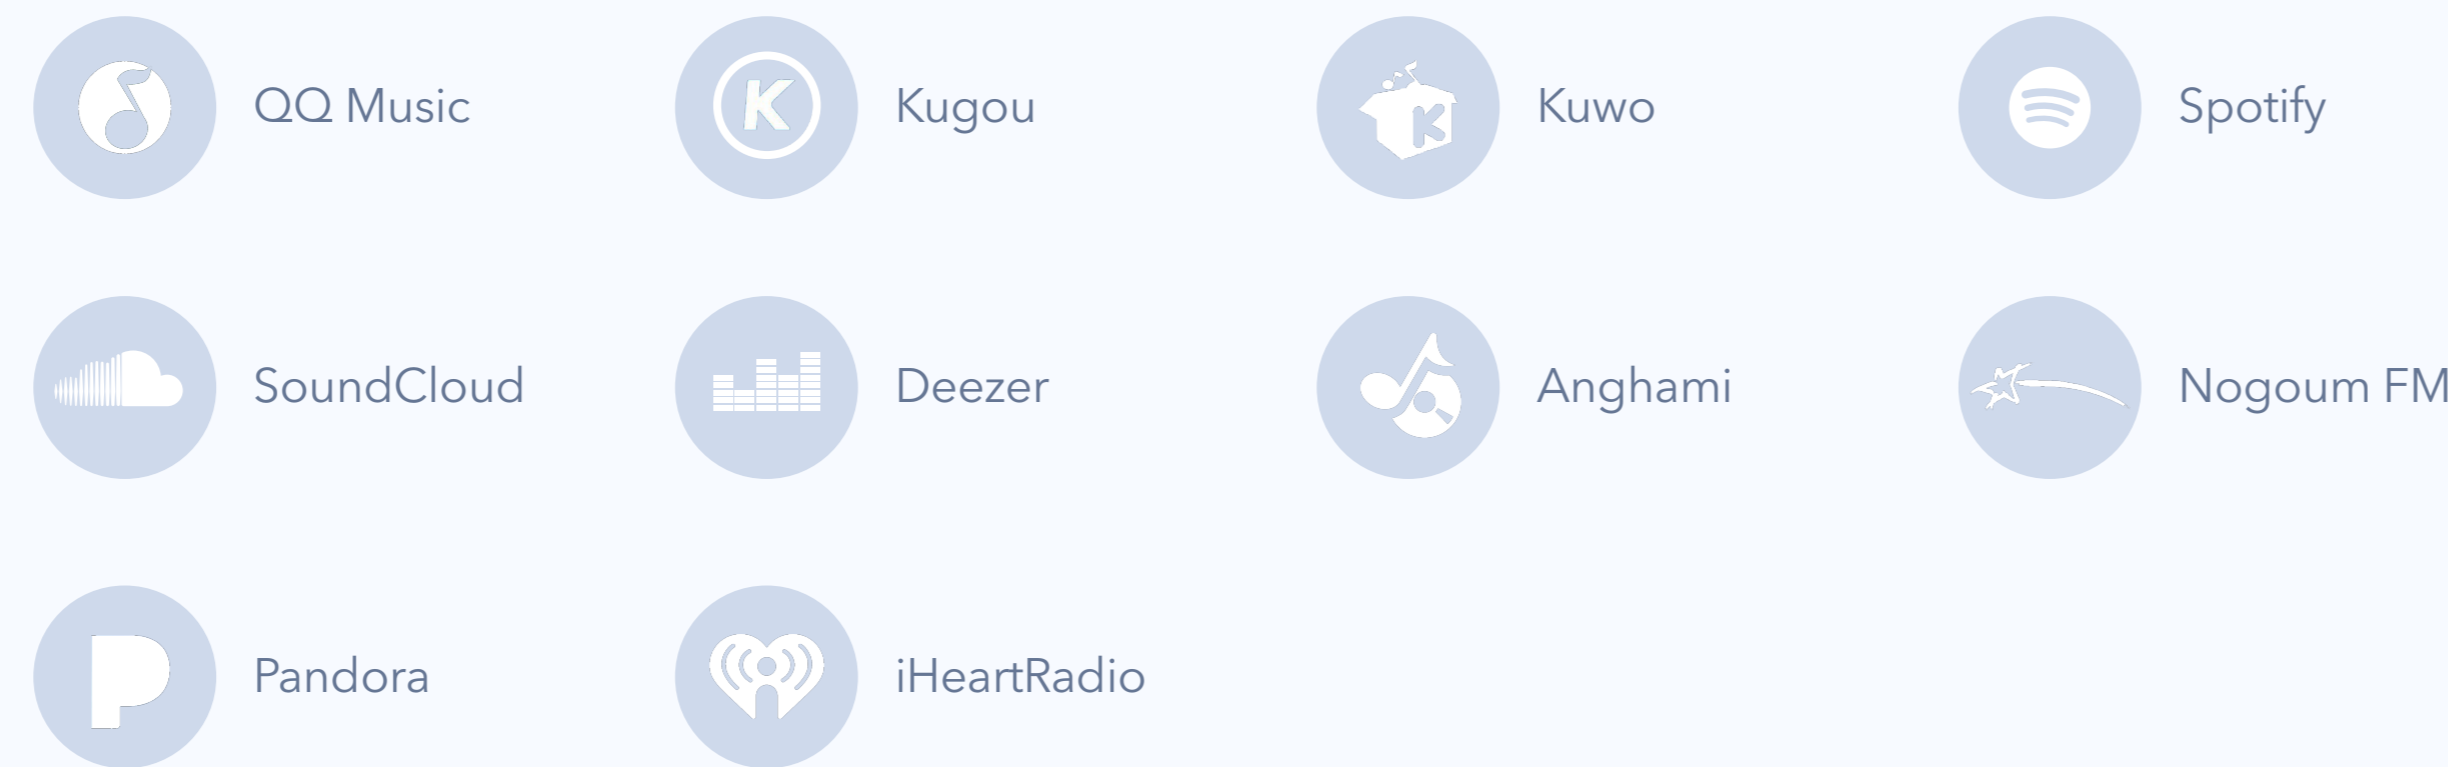 QQ Music
Kugou
Kuwo
Spotify
SoundCloud
Deezer
Anghami
Nogoum FM
Pandora
iHeartRadio